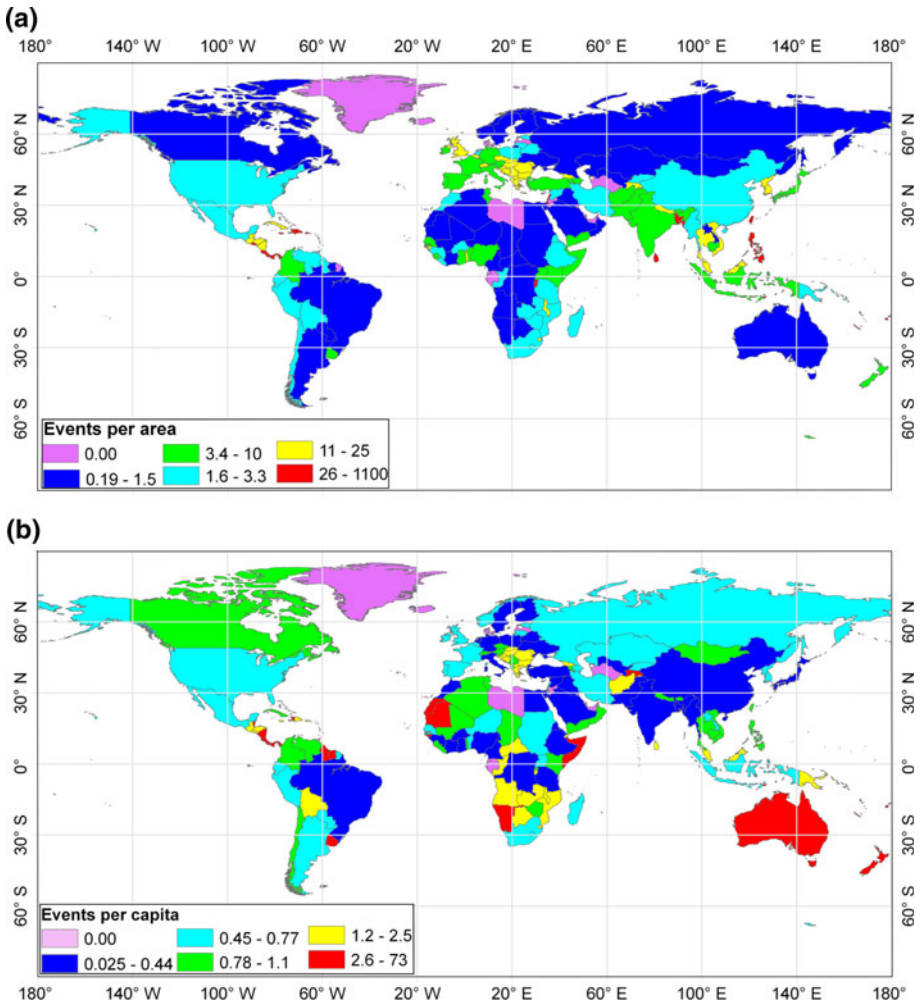 (a)
180° 140° W 100° W 60° W 20° W 20° E 60° E 100° E 140° E 180°
60° N 60° N
30° N 30° N
0° 0°
30° S 30° S
60° S 60° S
Events per area
0.00 3.4 - 10 11 - 25
0.19 - 1.5 1.6 - 3.3 26 - 1100
(b)
60° N 60° N
30° N 30° N
0° 0°
30° S 30° S
60° S 60° S
Events per capita
0.00 0.45 - 0.77 1.2 - 2.5
0.025 - 0.44 0.78 - 1.1 2.6 - 73
180° 140° W 100° W 60° W 20° W 20° E 60° E 100° E 140° E 180°